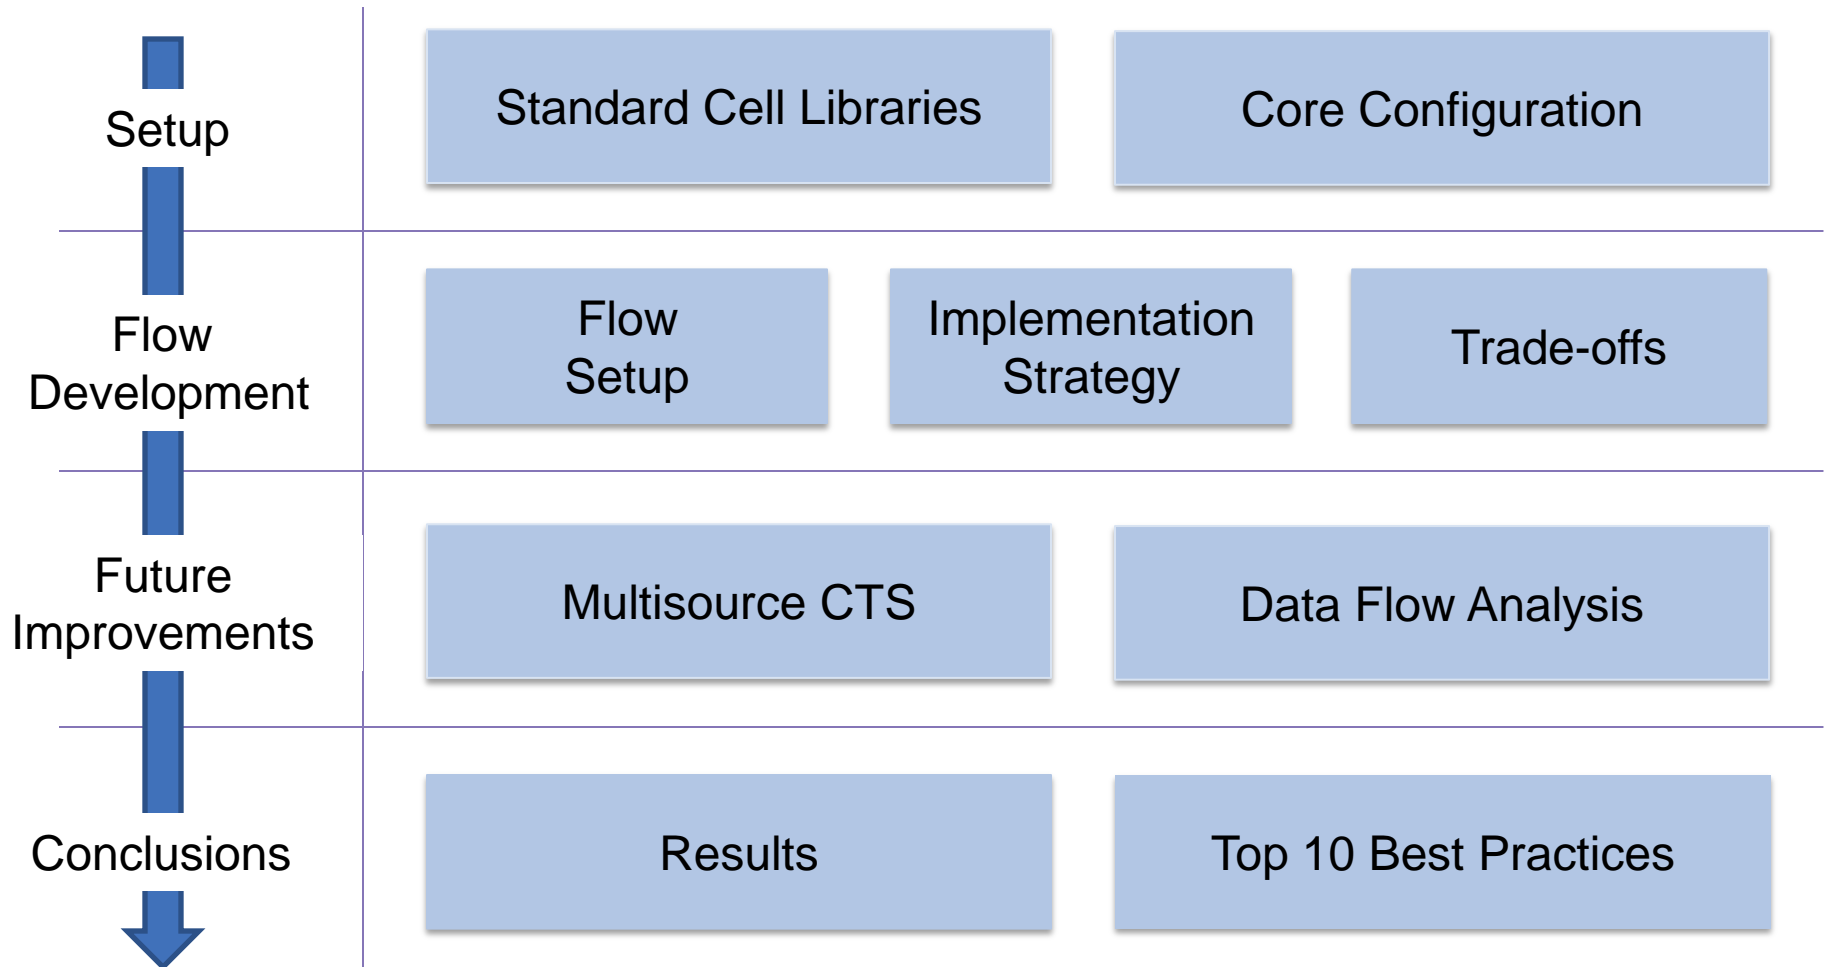 Setup
Standard Cell Libraries
Core Configuration
Flow
Development
Flow
Setup
Implementation
Strategy
Trade-offs
Future
Improvements
Multisource CTS
Data Flow Analysis
Conclusions
Results
Top 10 Best Practices